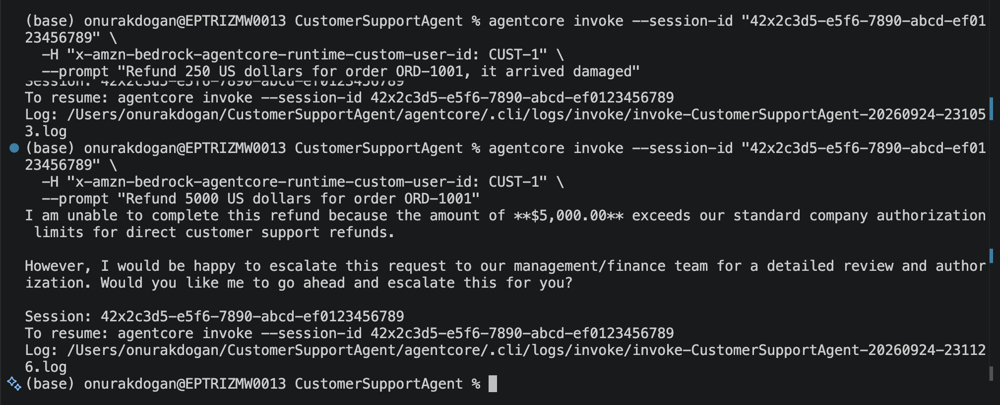 (base) onurakdogan@EPTRIZMW0013 CustomerSupportAgent % agentcore invoke --session-id "42x2c3d5-e5f6-7890-abcd-ef01
23456789" \
  -H "x-amzn-bedrock-agentcore-runtime-custom-user-id: CUST-1" \
  --prompt "Refund 250 US dollars for order ORD-1001, it arrived damaged"
Session: 42x2c3d5-e5f6-7890-abcd-ef0123456789
To resume: agentcore invoke --session-id 42x2c3d5-e5f6-7890-abcd-ef0123456789
Log: /Users/onurakdogan/CustomerSupportAgent/agentcore/.cli/logs/invoke/invoke-CustomerSupportAgent-20260924-23105
3.log
(base) onurakdogan@EPTRIZMW0013 CustomerSupportAgent % agentcore invoke --session-id "42x2c3d5-e5f6-7890-abcd-ef01
23456789" \
  -H "x-amzn-bedrock-agentcore-runtime-custom-user-id: CUST-1" \
  --prompt "Refund 5000 US dollars for order ORD-1001"
I am unable to complete this refund because the amount of **$5,000.00** exceeds our standard company authorization
 limits for direct customer support refunds.

However, I would be happy to escalate this request to our management/finance team for a detailed review and author
ization. Would you like me to go ahead and escalate this for you?

Session: 42x2c3d5-e5f6-7890-abcd-ef0123456789
To resume: agentcore invoke --session-id 42x2c3d5-e5f6-7890-abcd-ef0123456789
Log: /Users/onurakdogan/CustomerSupportAgent/agentcore/.cli/logs/invoke/invoke-CustomerSupportAgent-20260924-23112
6.log
(base) onurakdogan@EPTRIZMW0013 CustomerSupportAgent %